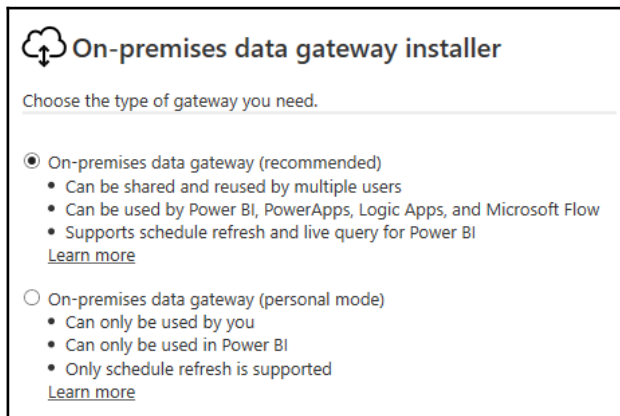 On-premises data gateway installer
Choose the type of gateway you need.
On-premises data gateway (recommended)
• Can be shared and reused by multiple users
• Can be used by Power BI, PowerApps, Logic Apps, and Microsoft Flow
• Supports schedule refresh and live query for Power BI
Learn more
On-premises data gateway (personal mode)
• Can only be used by you
• Can only be used in Power BI
• Only schedule refresh is supported
Learn more